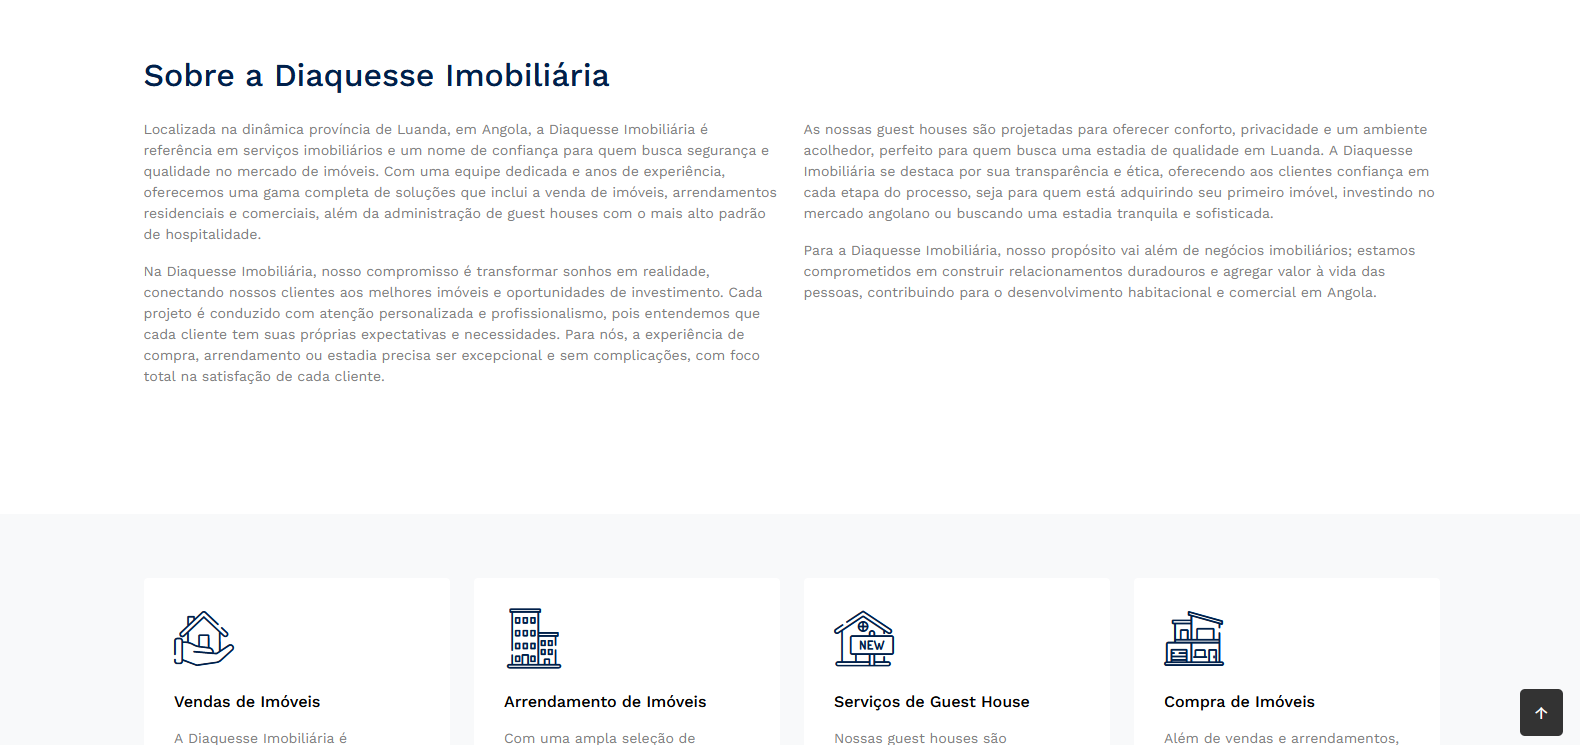 Sobre a Diaquesse Imobiliária
Localizada na dinâmica província de Luanda, em Angola, a Diaquesse Imobiliária é
referência em serviços imobiliários e um nome de confiança para quem busca segurança e
qualidade no mercado de imóveis. Com uma equipe dedicada e anos de experiência,
oferecemos uma gama completa de soluções que inclui a venda de imóveis, arrendamentos
residenciais e comerciais, além da administração de guest houses com o mais alto padrão
de hospitalidade.
Na Diaquesse Imobiliária, nosso compromisso é transformar sonhos em realidade,
conectando nossos clientes aos melhores imóveis e oportunidades de investimento. Cada
projeto é conduzido com atenção personalizada e profissionalismo, pois entendemos que
cada cliente tem suas próprias expectativas e necessidades. Para nós, a experiência de
compra, arrendamento ou estadia precisa ser excepcional e sem complicações, com foco
total na satisfação de cada cliente.
As nossas guest houses são projetadas para oferecer conforto, privacidade e um ambiente
acolhedor, perfeito para quem busca uma estadia de qualidade em Luanda. A Diaquesse
Imobiliária se destaca por sua transparência e ética, oferecendo aos clientes confiança em
cada etapa do processo, seja para quem está adquirindo seu primeiro imóvel, investindo no
mercado angolano ou buscando uma estadia tranquila e sofisticada.
Para a Diaquesse Imobiliária, nosso propósito vai além de negócios imobiliários; estamos
comprometidos em construir relacionamentos duradouros e agregar valor à vida das
pessoas, contribuindo para o desenvolvimento habitacional e comercial em Angola.
Vendas de Imóveis
A Diaquesse Imobiliária é
Arrendamento de Imóveis
Com uma ampla seleção de
NEW
Serviços de Guest House
Nossas guest houses são
Compra de Imóveis
Além de vendas e arrendamentos,